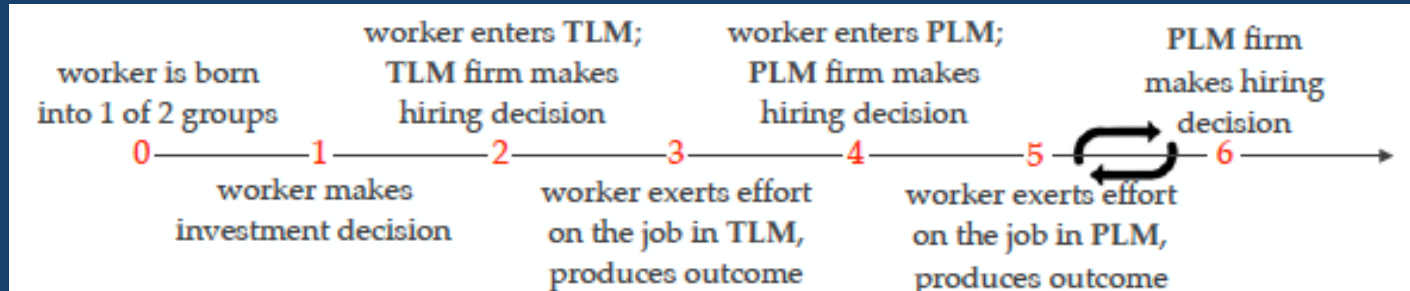 worker is born
into 1 of 2 groups
worker enters TLM;
TLM firm makes
hiring decision
worker enters PLM;
PLM firm makes
hiring decision
PLM firm
makes hiring
decision
0 1 2 3 4 5 6
worker makes
investment decision
worker exerts effort
on the job in TLM,
produces outcome
worker exerts effort
on the job in PLM,
produces outcome